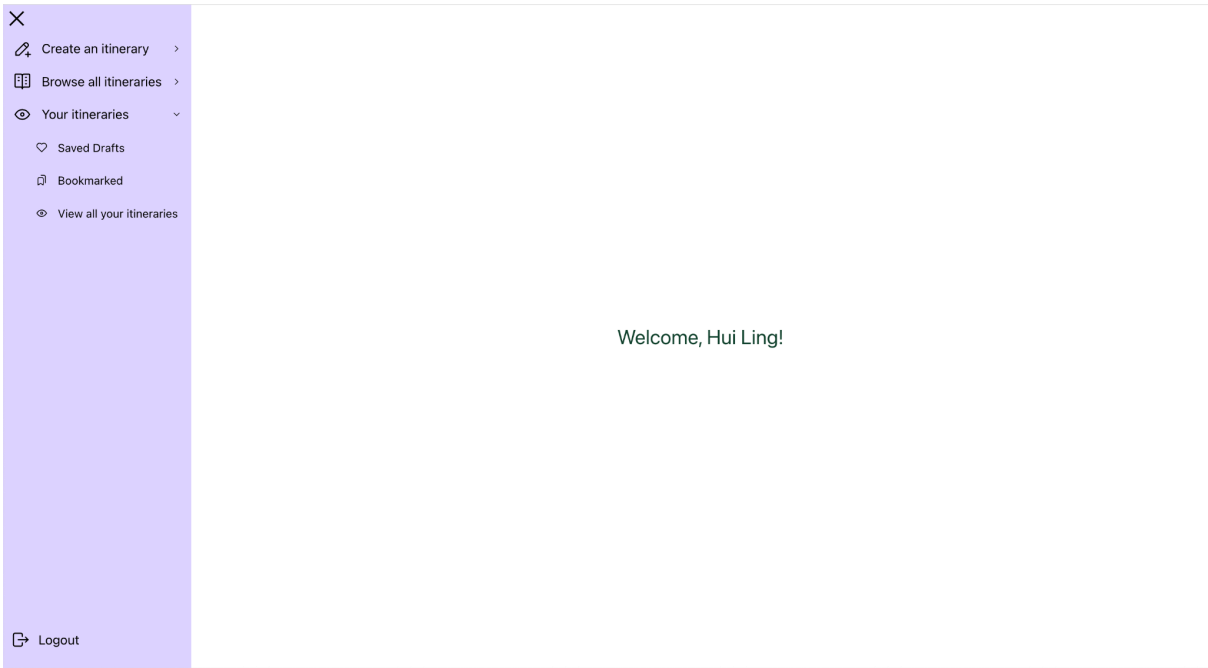 Create an itinerary
Browse all itineraries
Your itineraries
Saved Drafts
Bookmarked
View all your itineraries
Welcome, Hui Ling!
Logout